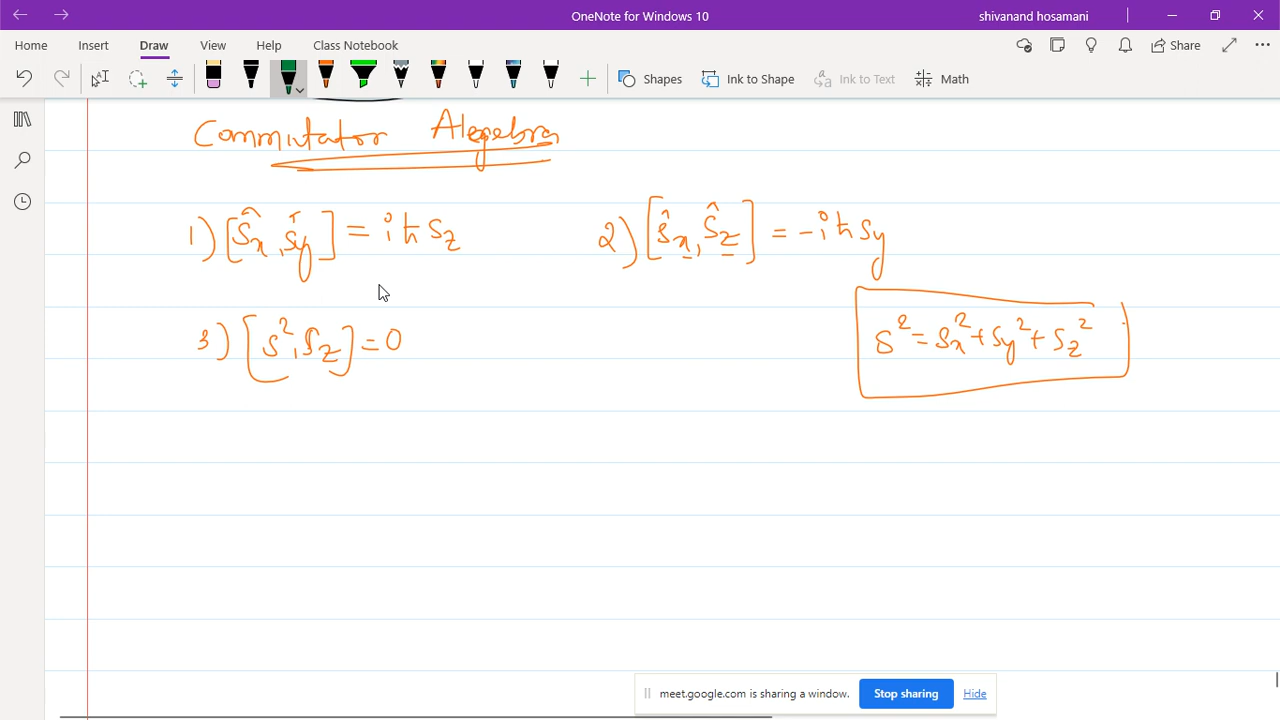 OneNote for Windows 10
shivanand hosamani
Home Insert Draw View Help Class Notebook
Share
Shapes Ink to Shape Ink to Text Math
Commutator Alegebra
1) [Ŝx, Ŝy] = iħ Sz
2) [Ŝx, Ŝz] = -iħ Sy
3) [S², Sz] = 0
S² = Sx² + Sy² + Sz²
meet.google.com is sharing a window. Stop sharing Hide